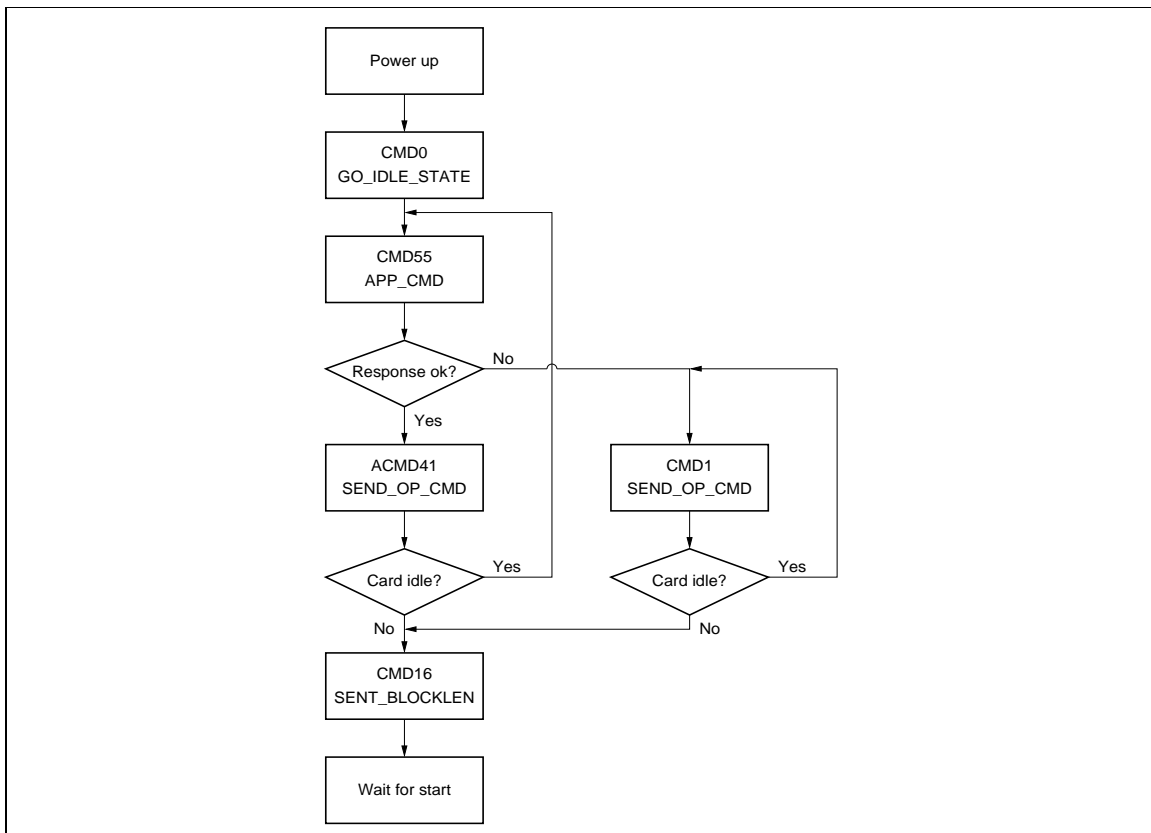 Power up
CMD0
GO_IDLE_STATE
CMD55
APP_CMD
Response ok?
No
Yes
ACMD41
SEND_OP_CMD
CMD1
SEND_OP_CMD
Card idle?
Yes
Card idle?
Yes
No
No
CMD16
SENT_BLOCKLEN
Wait for start